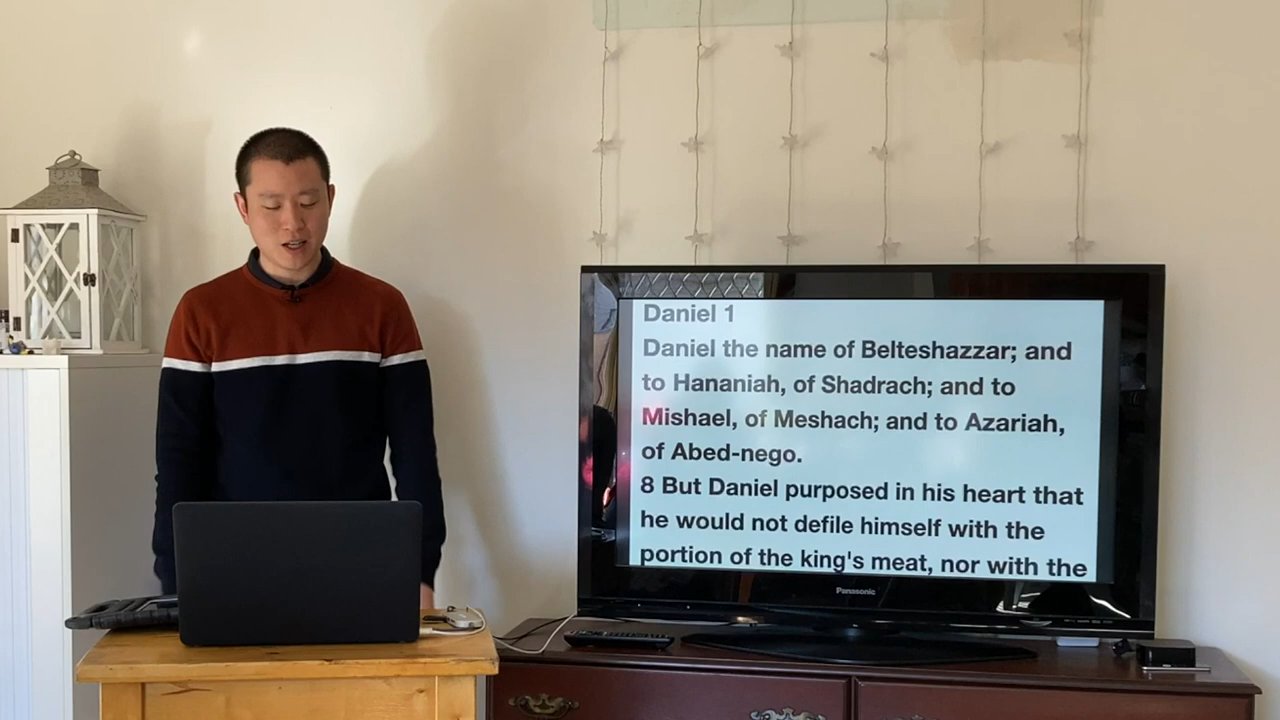 Daniel 1
Daniel the name of Belteshazzar; and
to Hananiah, of Shadrach; and to
Mishael, of Meshach; and to Azariah,
of Abed-nego.
8 But Daniel purposed in his heart that
he would not defile himself with the
portion of the king's meat, nor with the
Panasonic